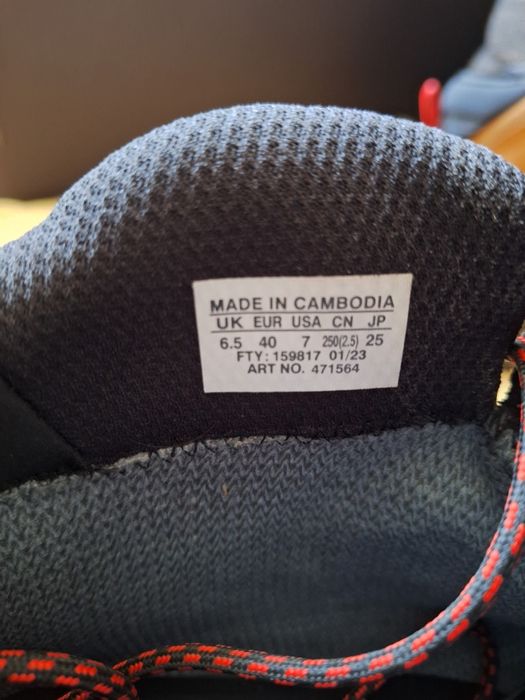 MADE IN CAMBODIA
UK EUR USA CN JP
6.5 40 7 250(2.5) 25
FTY: 159817 01/23
ART NO. 471564